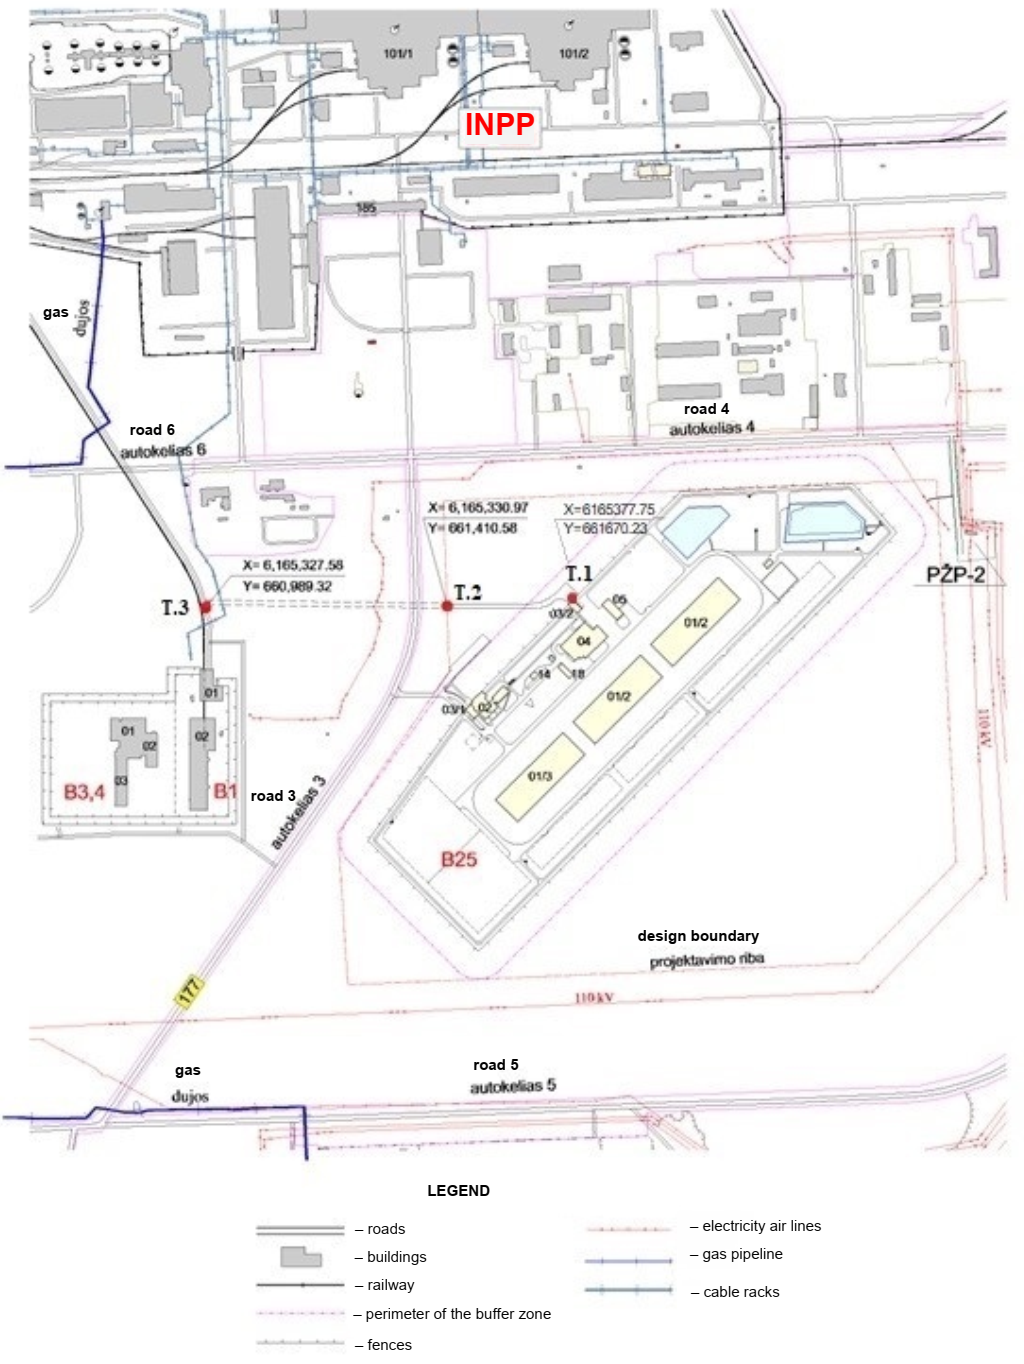 101/1
101/2
INPP
185
gas
dujos
road 6
autokelias 6
road 4
autokelias 4
X= 6,165,330.97
Y= 661,410.58
X=6165377.75
Y=661670.23
X= 6,165,327.58
Y= 660,989.32
PŽP-2
T.1
T.2
T.3
03/2
05
04
01/2
14
18
01/2
03/1
02
01/3
01
01
02
02
03
B3,4
B1
road 3
autokelias 3
B25
110 kV
design boundary
projektavimo riba
177
110 kV
gas
dujos
road 5
autokelias 5
LEGEND
– roads
– buildings
– railway
– perimeter of the buffer zone
– fences
– electricity air lines
– gas pipeline
– cable racks